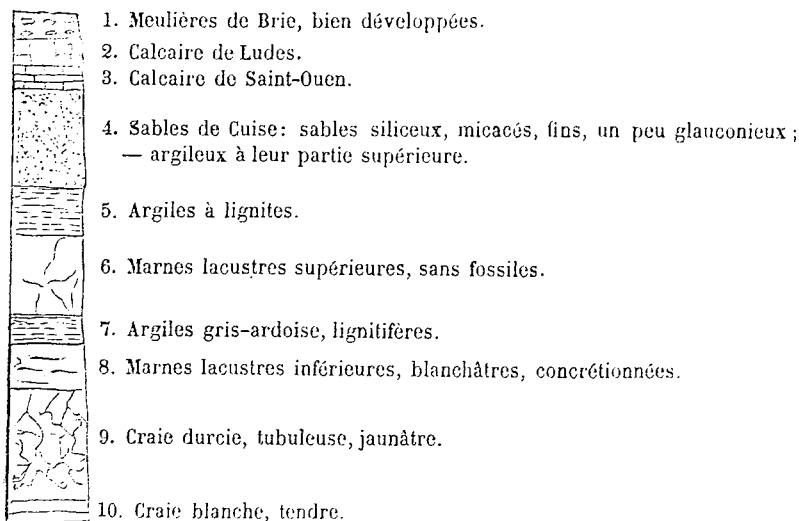 1. Meulières de Brie, bien développées.
2. Calcaire de Ludes.
3. Calcaire de Saint-Ouen.
4. Sables de Cuise: sables siliceux, micacés, fins, un peu glauconieux;
— argileux à leur partie supérieure.
5. Argiles à lignites.
6. Marnes lacustres supérieures, sans fossiles.
7. Argiles gris-ardoise, lignitifères.
8. Marnes lacustres inférieures, blanchâtres, concrétionnées.
9. Craie durcie, tubuleuse, jaunâtre.
10. Craie blanche, tendre.